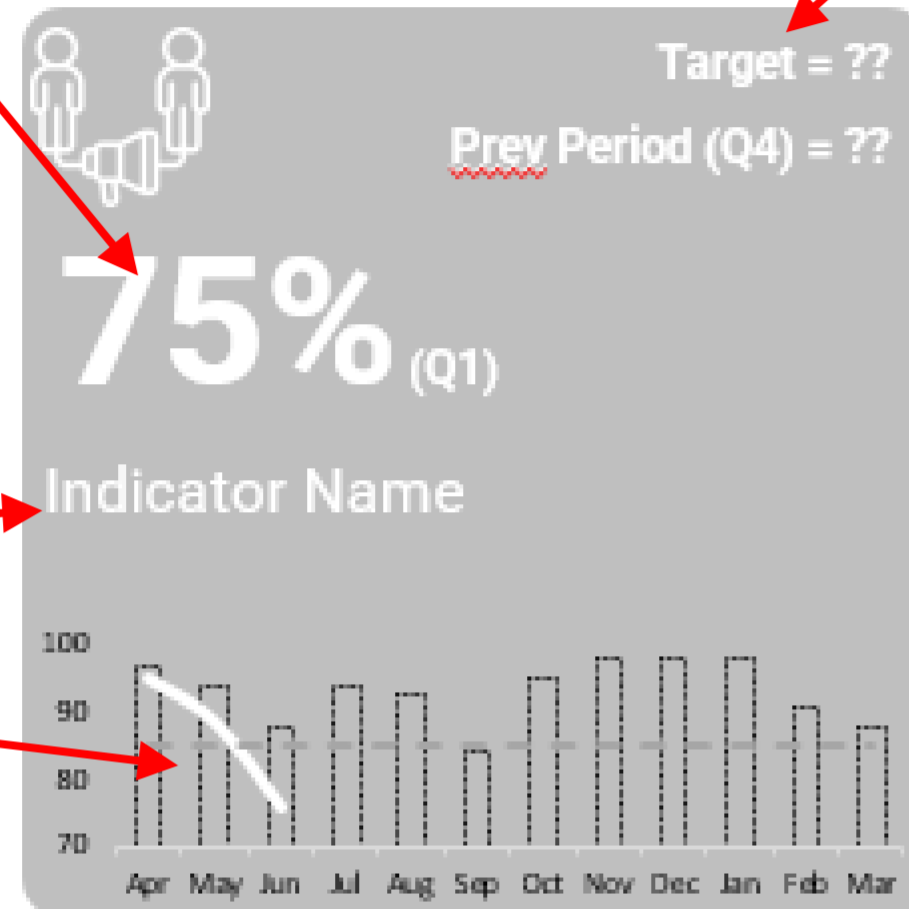 Target = ??
Prev Period (Q4) = ??
75% (Q1)
Indicator Name
100
90
80
70
Apr May Jun Jul Aug Sep Oct Nov Dec Jan Feb Mar